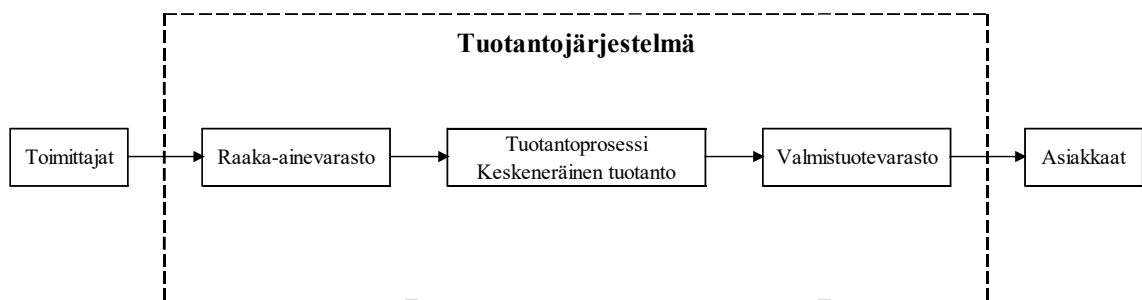 Tuotantojärjestelmä
Toimittajat
Raaka-ainevarasto
Tuotantoprosessi
Keskeneräinen tuotanto
Valmistuotevarasto
Asiakkaat